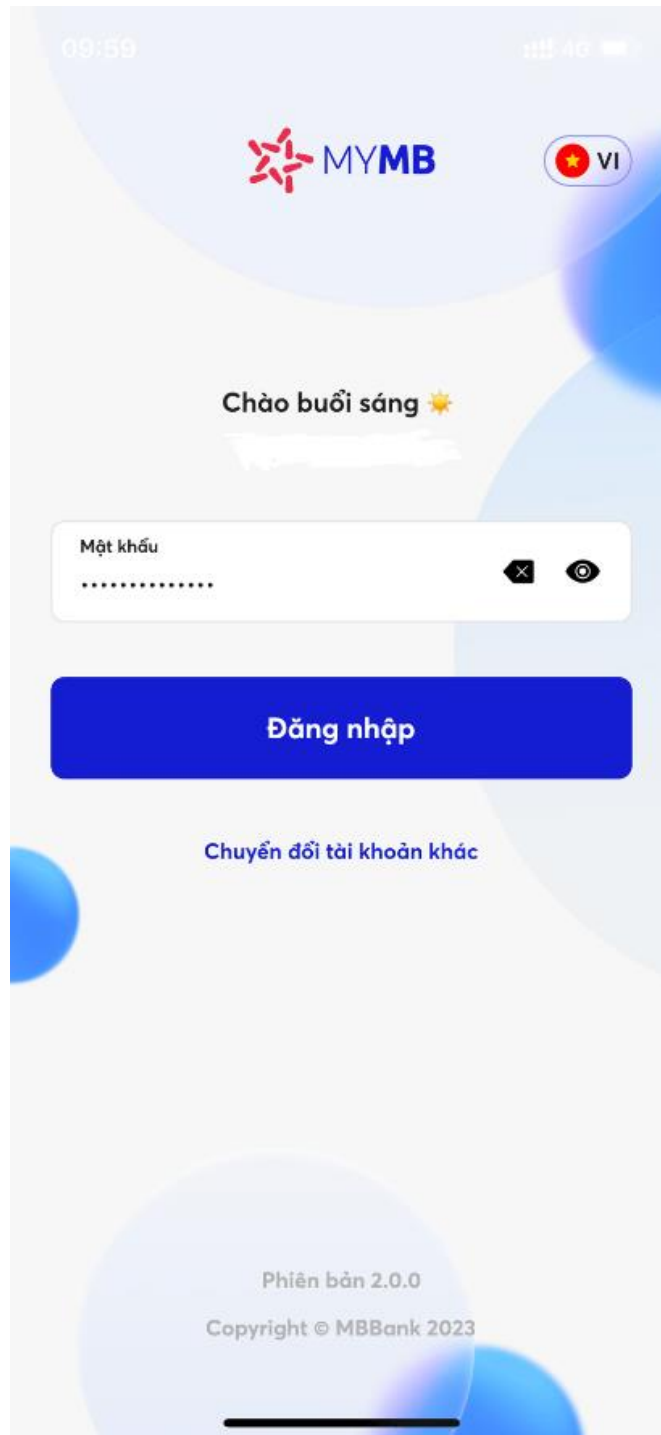 09:59 4G
MYMB
VI
Chào buổi sáng
Mật khẩu
Đăng nhập
Chuyển đổi tài khoản khác
Phiên bản 2.0.0
Copyright © MBBank 2023